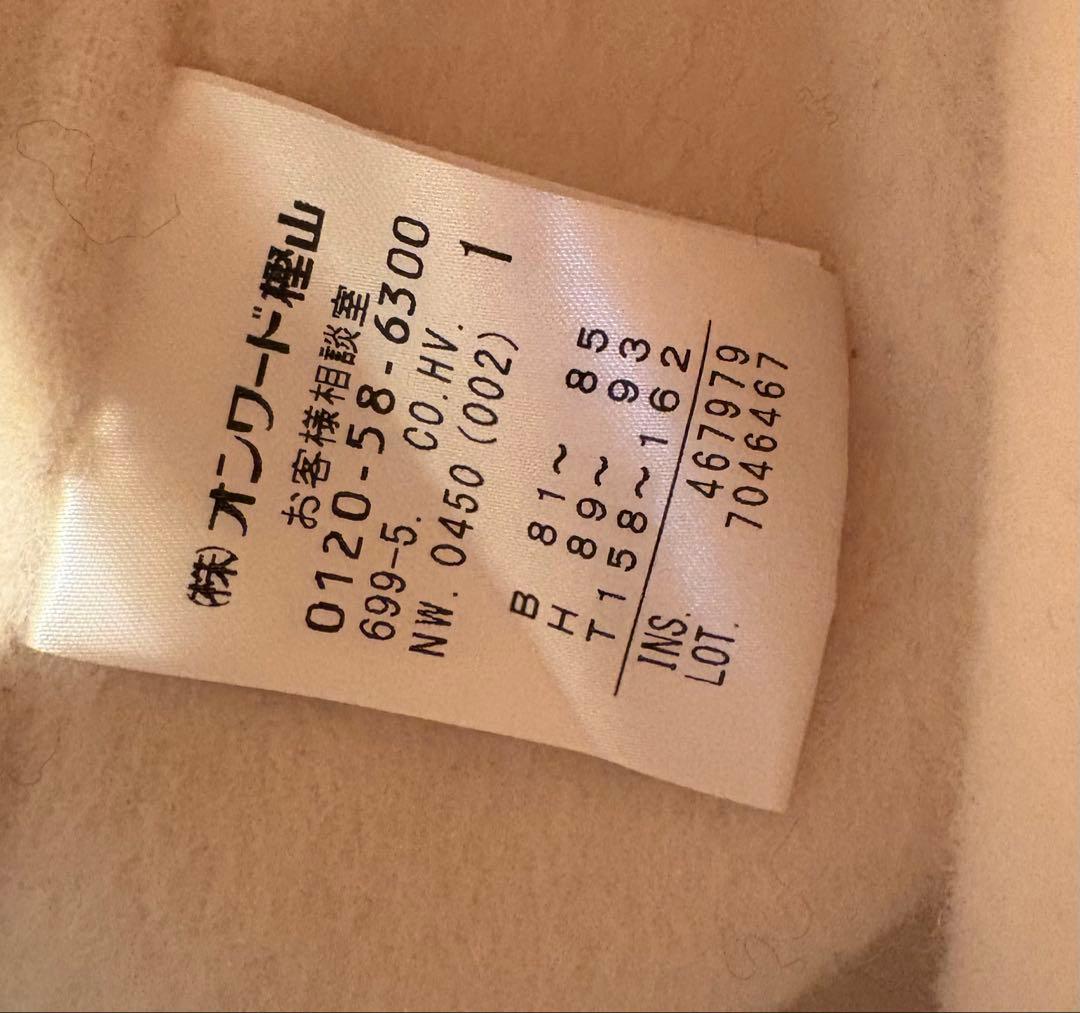 (株)オンワード樫山
お客様相談室
0120-58-6300
699-5. CO.HV. 1
NW. 0450(002)
B 81~ 85
H 89~ 93
T158~162
INS. 467979
LOT. 7046467